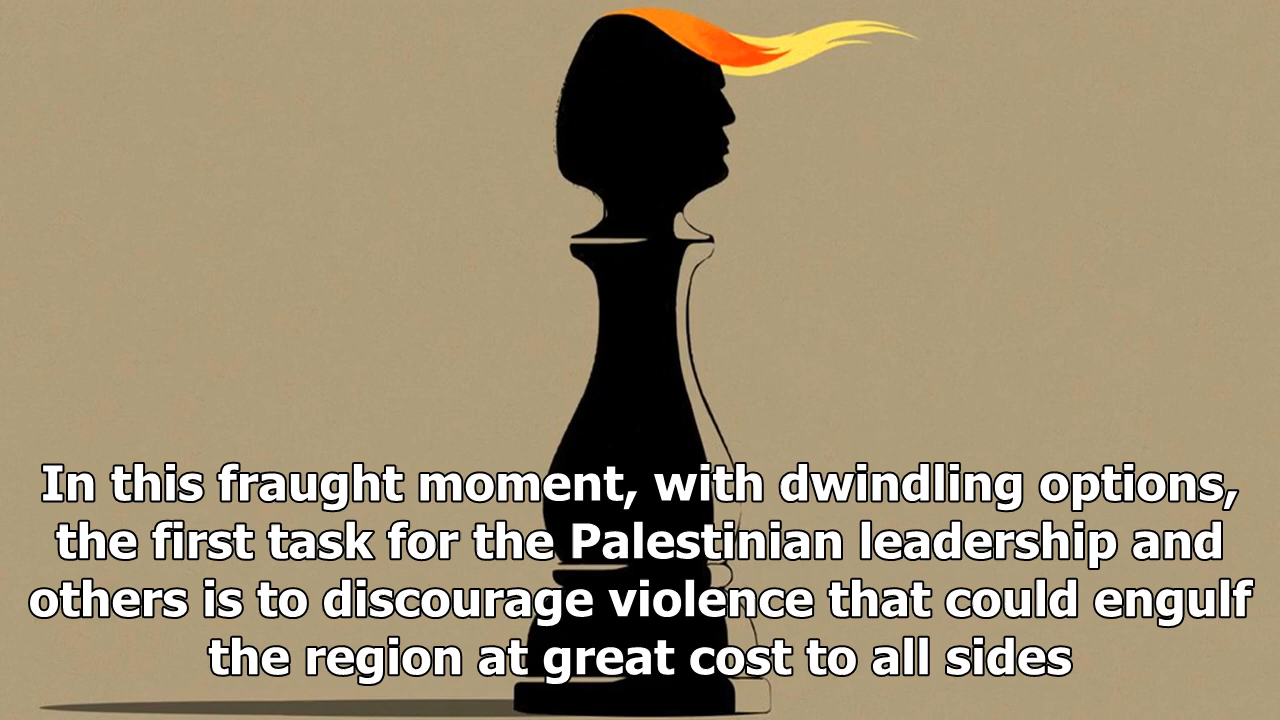 In this fraught moment, with dwindling options,
the first task for the Palestinian leadership and
others is to discourage violence that could engulf
the region at great cost to all sides